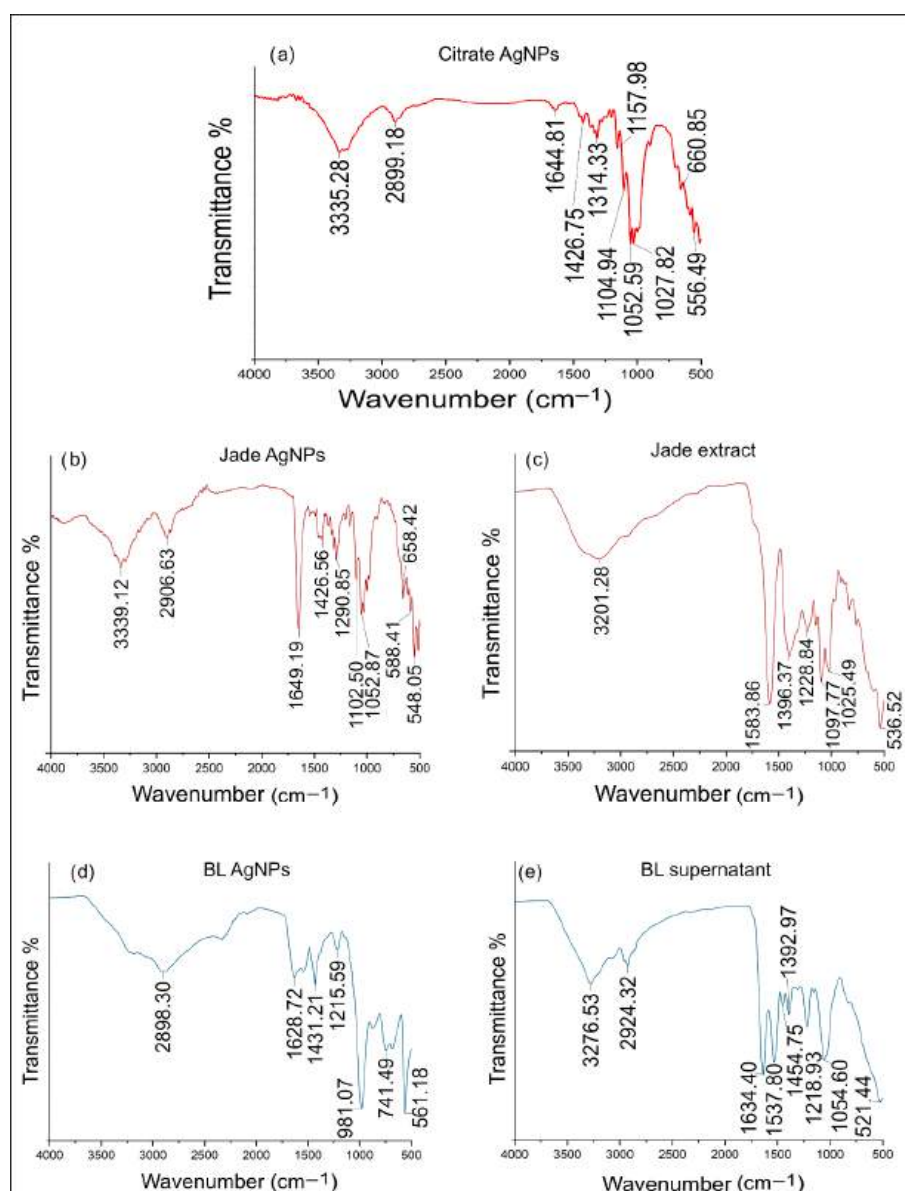 (a)
Citrate AgNPs
Transmittance %
3335.28
2899.18
1644.81
1426.75
1314.33
1157.98
1104.94
1052.59
1027.82
660.85
556.49
4000 3500 3000 2500 2000 1500 1000 500
Wavenumber (cm−1)
(b)
Jade AgNPs
Transmittance %
3339.12
2906.63
1649.19
1426.56
1290.85
1102.50
1052.87
658.42
588.41
548.05
4000 3500 3000 2500 2000 1500 1000 500
Wavenumber (cm−1)
(c)
Jade extract
Transmittance %
3201.28
1583.86
1396.37
1228.84
1097.77
1025.49
536.52
4000 3500 3000 2500 2000 1500 1000 500
Wavenumber (cm−1)
(d)
BL AgNPs
Transmittance %
2898.30
1628.72
1431.21
1215.59
981.07
741.49
561.18
4000 3500 3000 2500 2000 1500 1000 500
Wavenumber (cm−1)
(e)
BL supernatant
Transmittance %
3276.53
2924.32
1634.40
1537.80
1454.75
1392.97
1218.93
1054.60
521.44
4000 3500 3000 2500 2000 1500 1000 500
Wavenumber (cm−1)